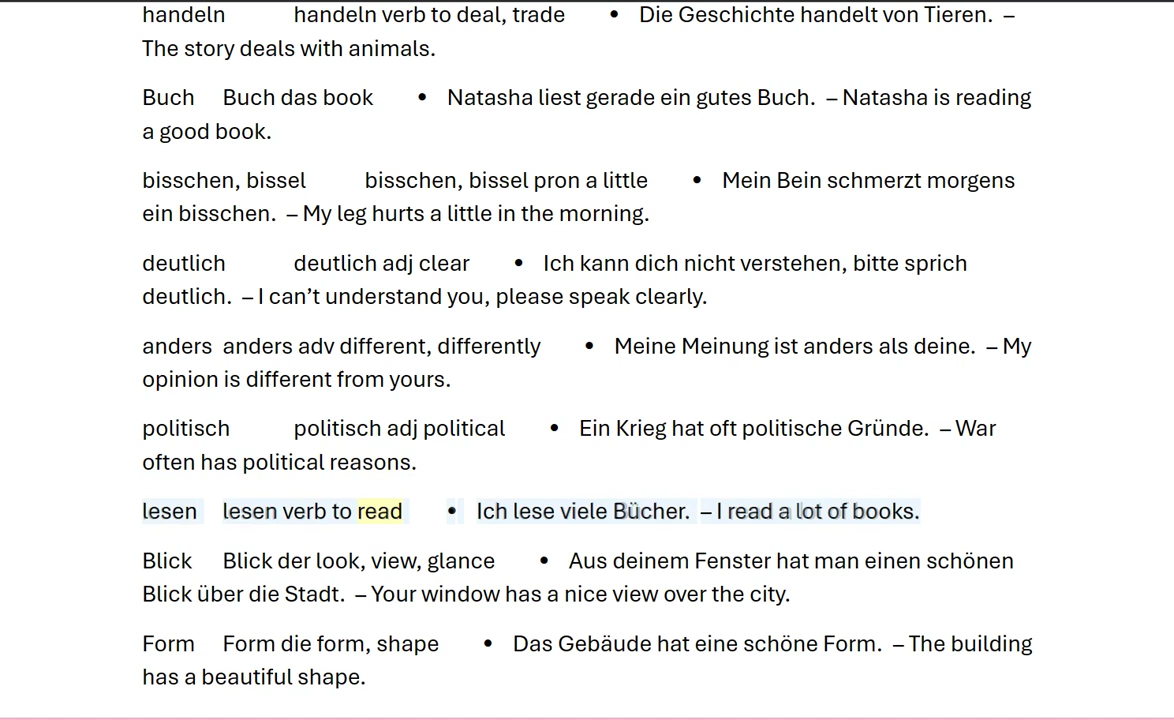 handeln handeln verb to deal, trade • Die Geschichte handelt von Tieren. –
The story deals with animals.
Buch Buch das book • Natasha liest gerade ein gutes Buch. – Natasha is reading
a good book.
bisschen, bissel bisschen, bissel pron a little • Mein Bein schmerzt morgens
ein bisschen. – My leg hurts a little in the morning.
deutlich deutlich adj clear • Ich kann dich nicht verstehen, bitte sprich
deutlich. – I can’t understand you, please speak clearly.
anders anders adv different, differently • Meine Meinung ist anders als deine. – My
opinion is different from yours.
politisch politisch adj political • Ein Krieg hat oft politische Gründe. – War
often has political reasons.
lesen lesen verb to read • Ich lese viele Bücher. – I read a lot of books.
Blick Blick der look, view, glance • Aus deinem Fenster hat man einen schönen
Blick über die Stadt. – Your window has a nice view over the city.
Form Form die form, shape • Das Gebäude hat eine schöne Form. – The building
has a beautiful shape.